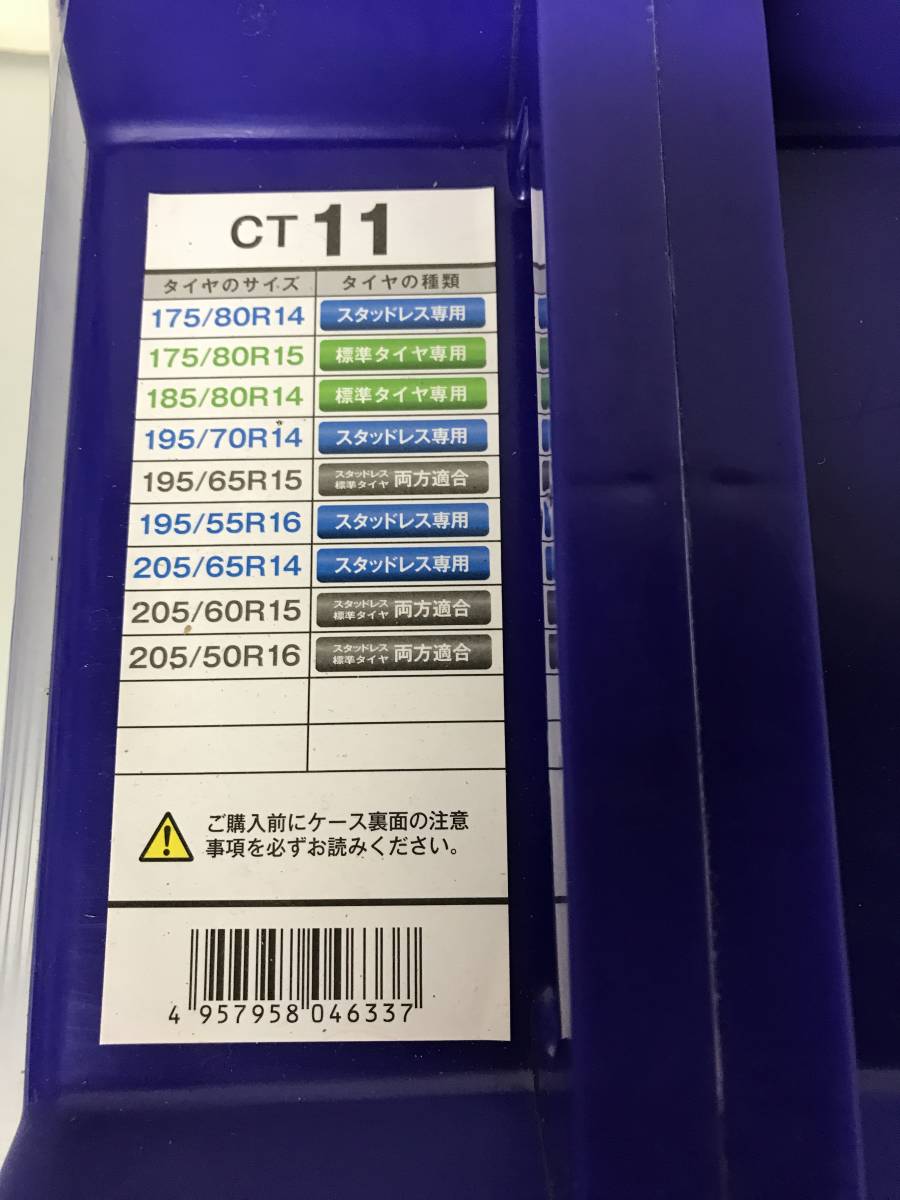 CT 11
タイヤのサイズ タイヤの種類
175/80R14 スタッドレス専用
175/80R15 標準タイヤ専用
185/80R14 標準タイヤ専用
195/70R14 スタッドレス専用
195/65R15 スタッドレス 標準タイヤ 両方適合
195/55R16 スタッドレス専用
205/65R14 スタッドレス専用
205/60R15 スタッドレス 標準タイヤ 両方適合
205/50R16 スタッドレス 標準タイヤ 両方適合
ご購入前にケース裏面の注意
事項を必ずお読みください。
4 957958 046337